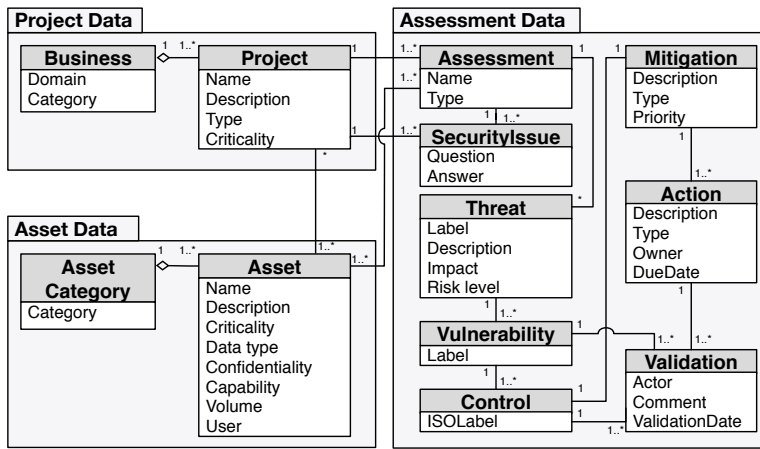 Project Data
Business
Domain
Category
1
1..*
Project
Name
Description
Type
Criticality
1
1..*
1
1..*
*
1..*
Asset Data
Asset
Category
Category
1
1..*
Asset
Name
Description
Criticality
Data type
Confidentiality
Capability
Volume
User
1..*
1..*
Assessment Data
Assessment
Name
Type
1
1
1..*
SecurityIssue
Question
Answer
Threat
Label
Description
Impact
Risk level
*
1
1..*
Vulnerability
Label
1
1..*
1
1..*
Control
ISOLabel
1
1
1..*
Mitigation
Description
Type
Priority
1
1
1..*
Action
Description
Type
Owner
DueDate
1
1..*
Validation
Actor
Comment
ValidationDate